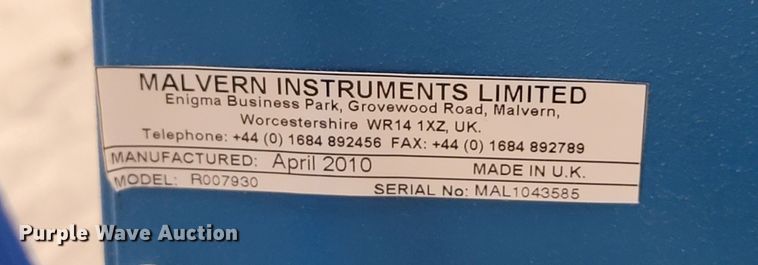 MALVERN INSTRUMENTS LIMITED
Enigma Business Park, Grovewood Road, Malvern,
Worcestershire WR14 1XZ, UK.
Telephone: +44 (0) 1684 892456 FAX: +44 (0) 1684 892789
MANUFACTURED: April 2010 MADE IN U.K.
MODEL: R007930 SERIAL No: MAL1043585
Purple Wave Auction